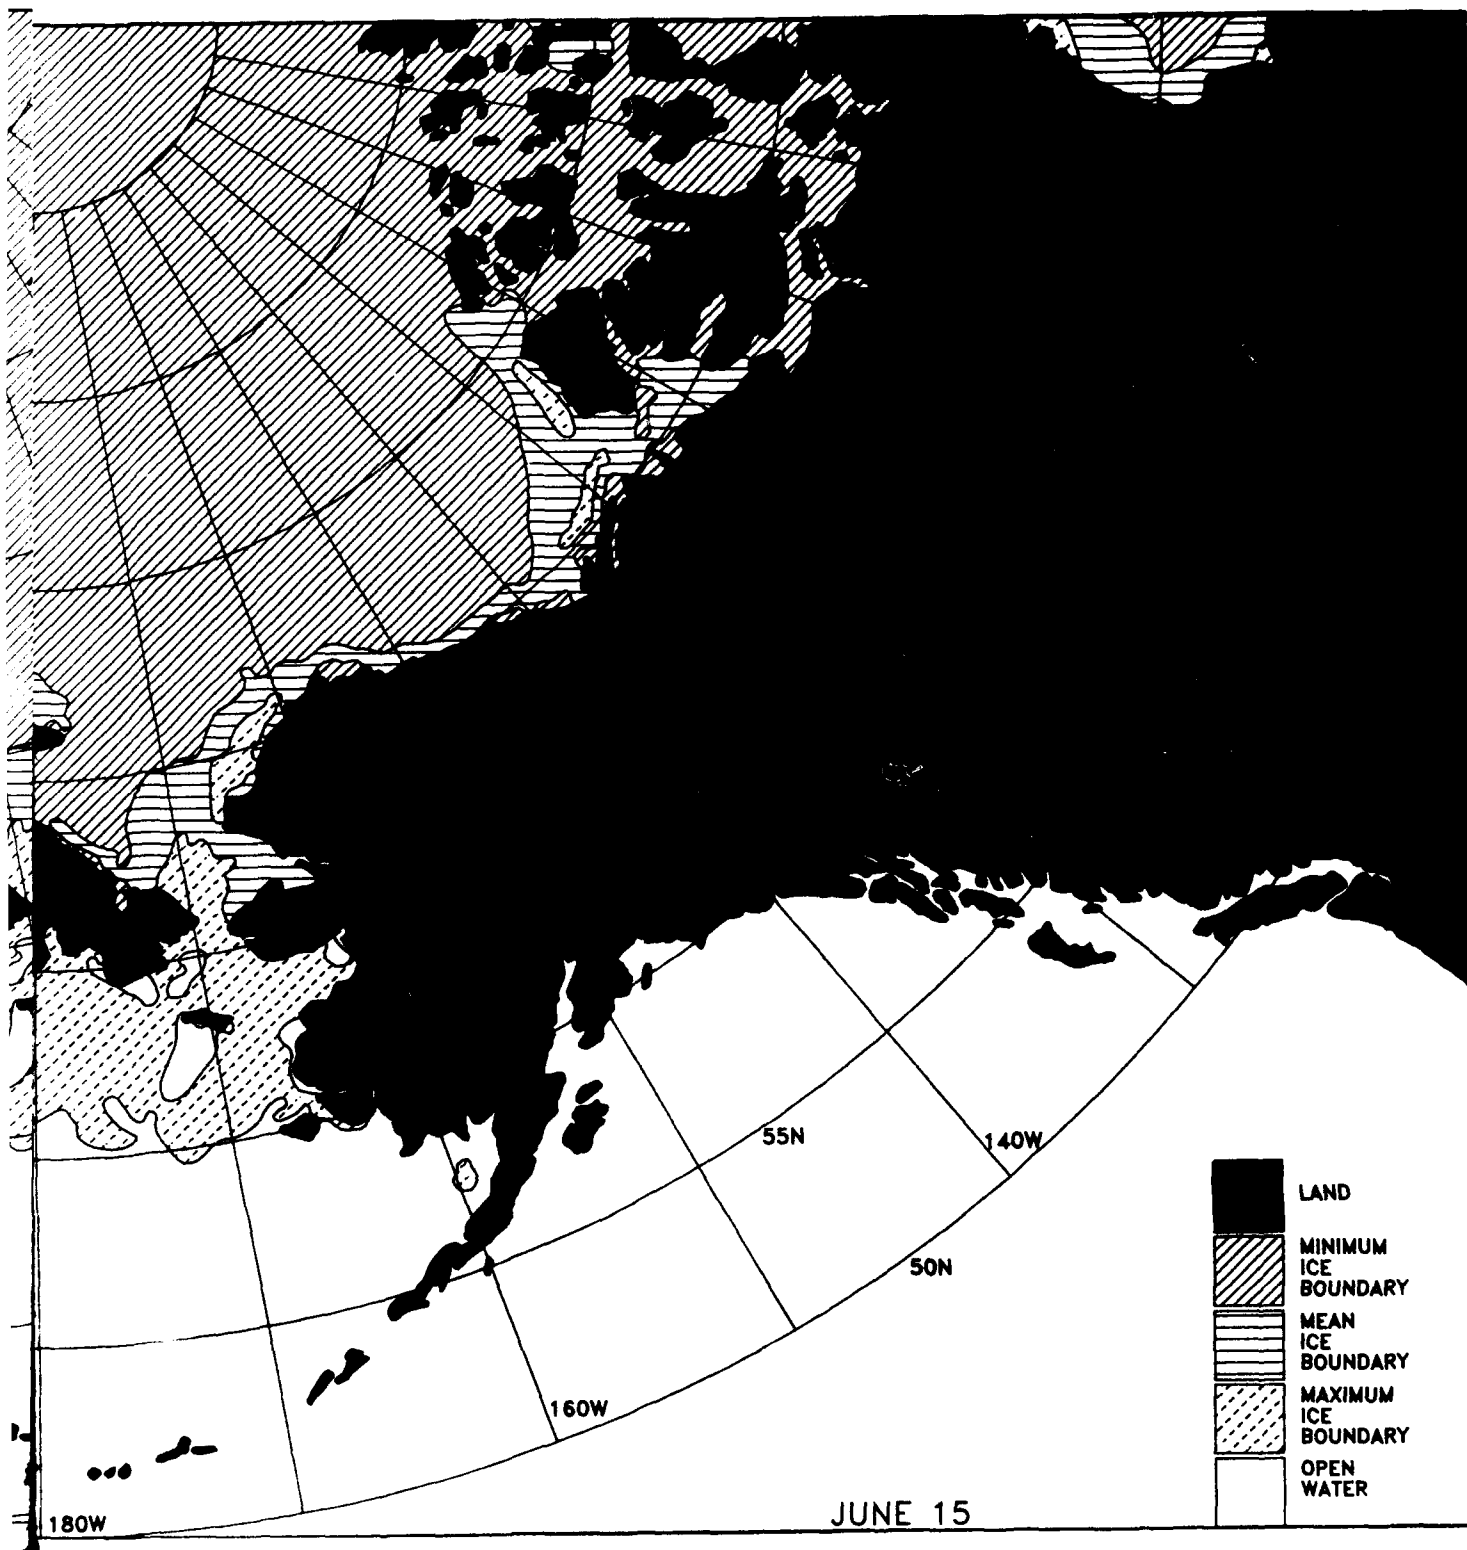 55N
140W
50N
160W
180W
JUNE 15
LAND
MINIMUM
ICE
BOUNDARY
MEAN
ICE
BOUNDARY
MAXIMUM
ICE
BOUNDARY
OPEN
WATER